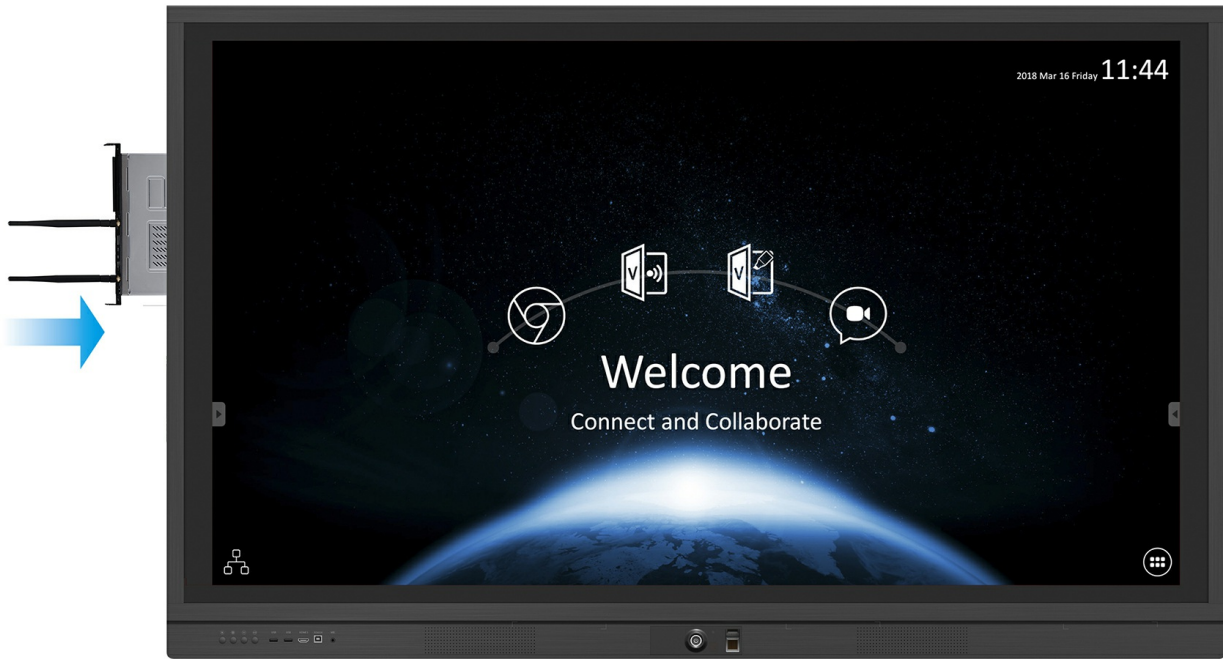 2018 Mar 16 Friday 11:44
V
V
Welcome
Connect and Collaborate